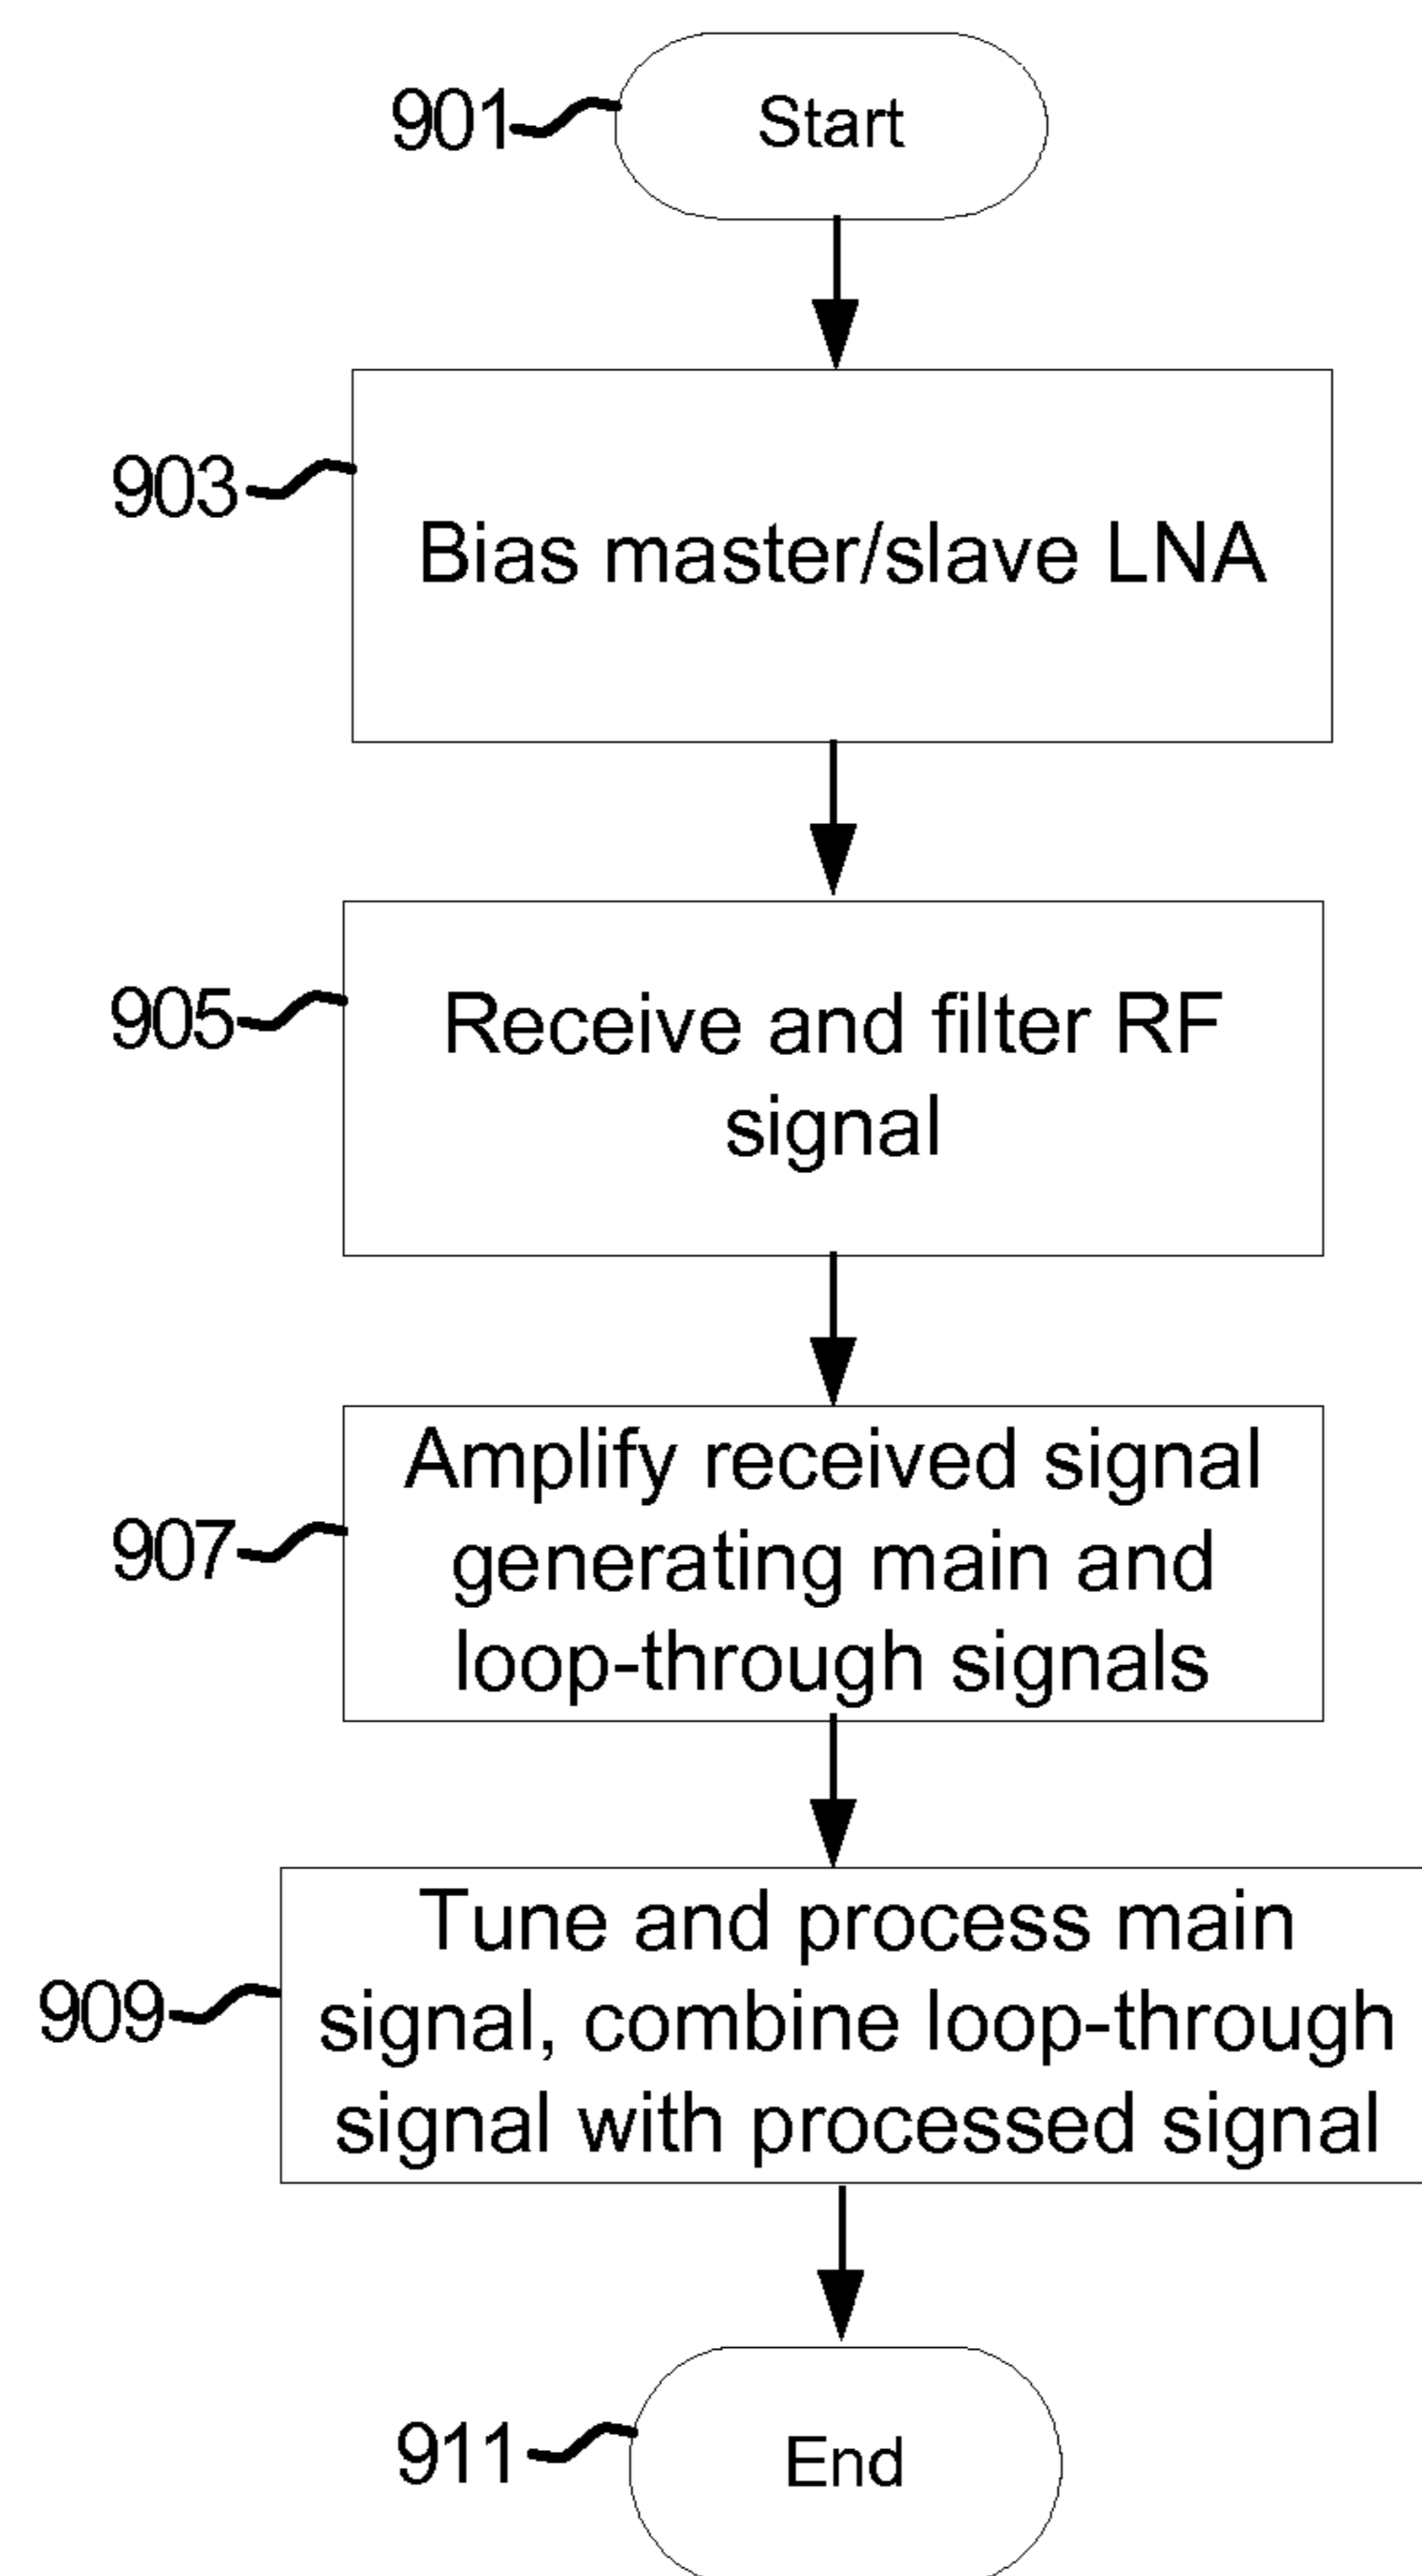 901 Start
903
Bias master/slave LNA
905 Receive and filter RF
signal
Amplify received signal
907 generating main and
loop-through signals
Tune and process main
909 signal, combine loop-through
signal with processed signal
911 End